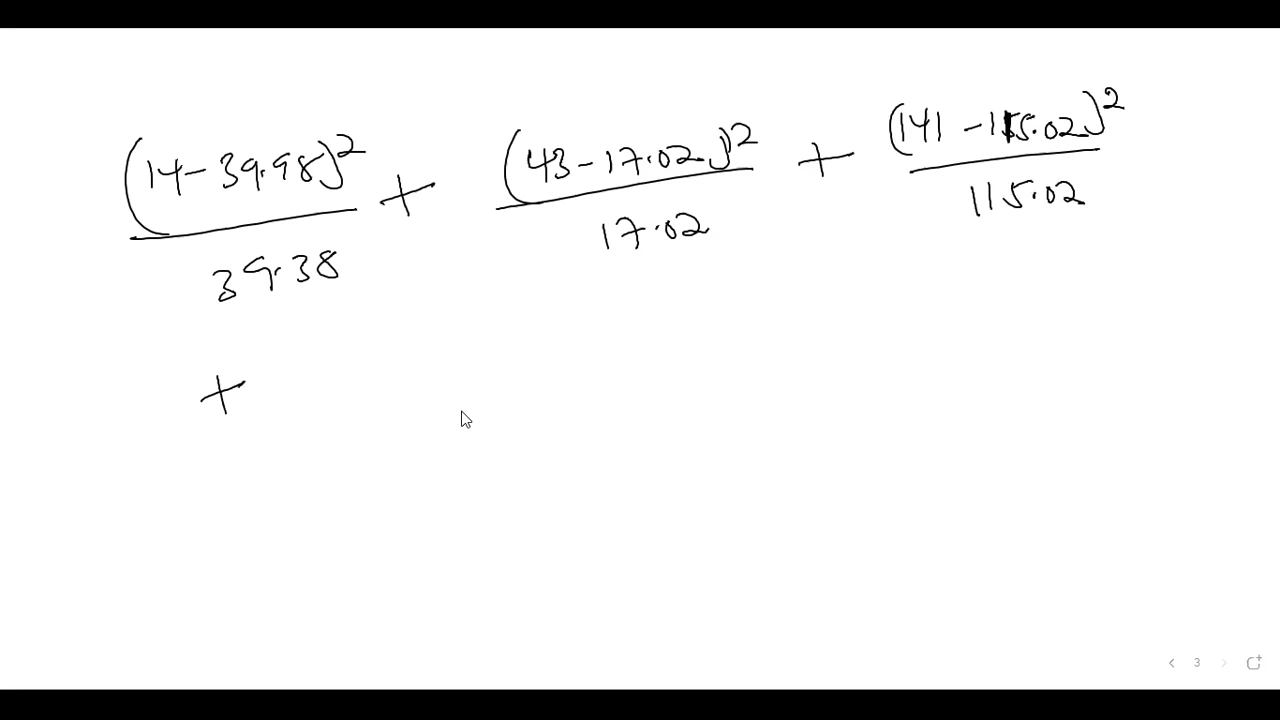 (14-39.98)² + (43-17.02)² + (141-115.02)²
39.38 17.02 115.02
+
< 3 >